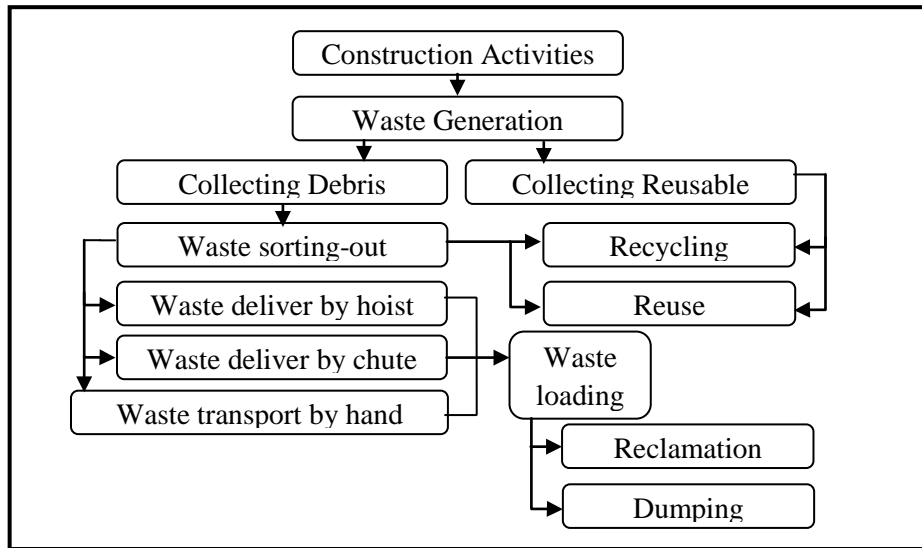 Construction Activities
Waste Generation
Collecting Debris
Collecting Reusable
Waste sorting-out
Recycling
Waste deliver by hoist
Reuse
Waste deliver by chute
Waste
loading
Waste transport by hand
Reclamation
Dumping